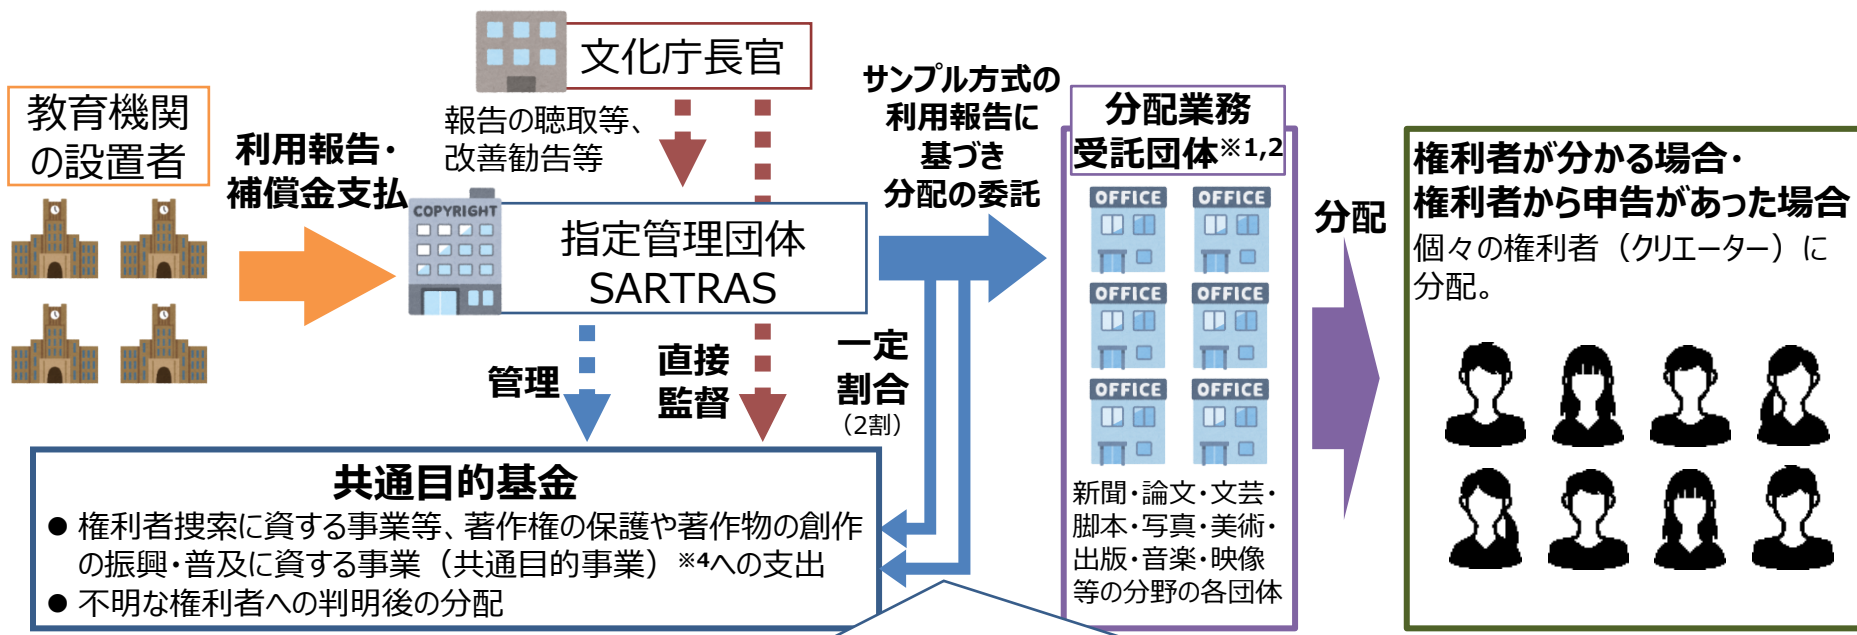 文化庁長官
報告の聴取等、
改善勧告等
教育機関
の設置者
利用報告・
補償金支払
COPYRIGHT
指定管理団体
SARTRAS
サンプル方式の
利用報告に
基づき
分配の委託
分配業務
受託団体※1,2
OFFICE OFFICE
OFFICE OFFICE
OFFICE OFFICE
新聞・論文・文芸・
脚本・写真・美術・
出版・音楽・映像
等の分野の各団体
分配
権利者が分かる場合・
権利者から申告があった場合
個々の権利者（クリエーター）に
分配。
管理
直接
監督
一定
割合
（2割）
共通目的基金
● 権利者捜索に資する事業等、著作権の保護や著作物の創作
の振興・普及に資する事業（共通目的事業）※4への支出
● 不明な権利者への判明後の分配